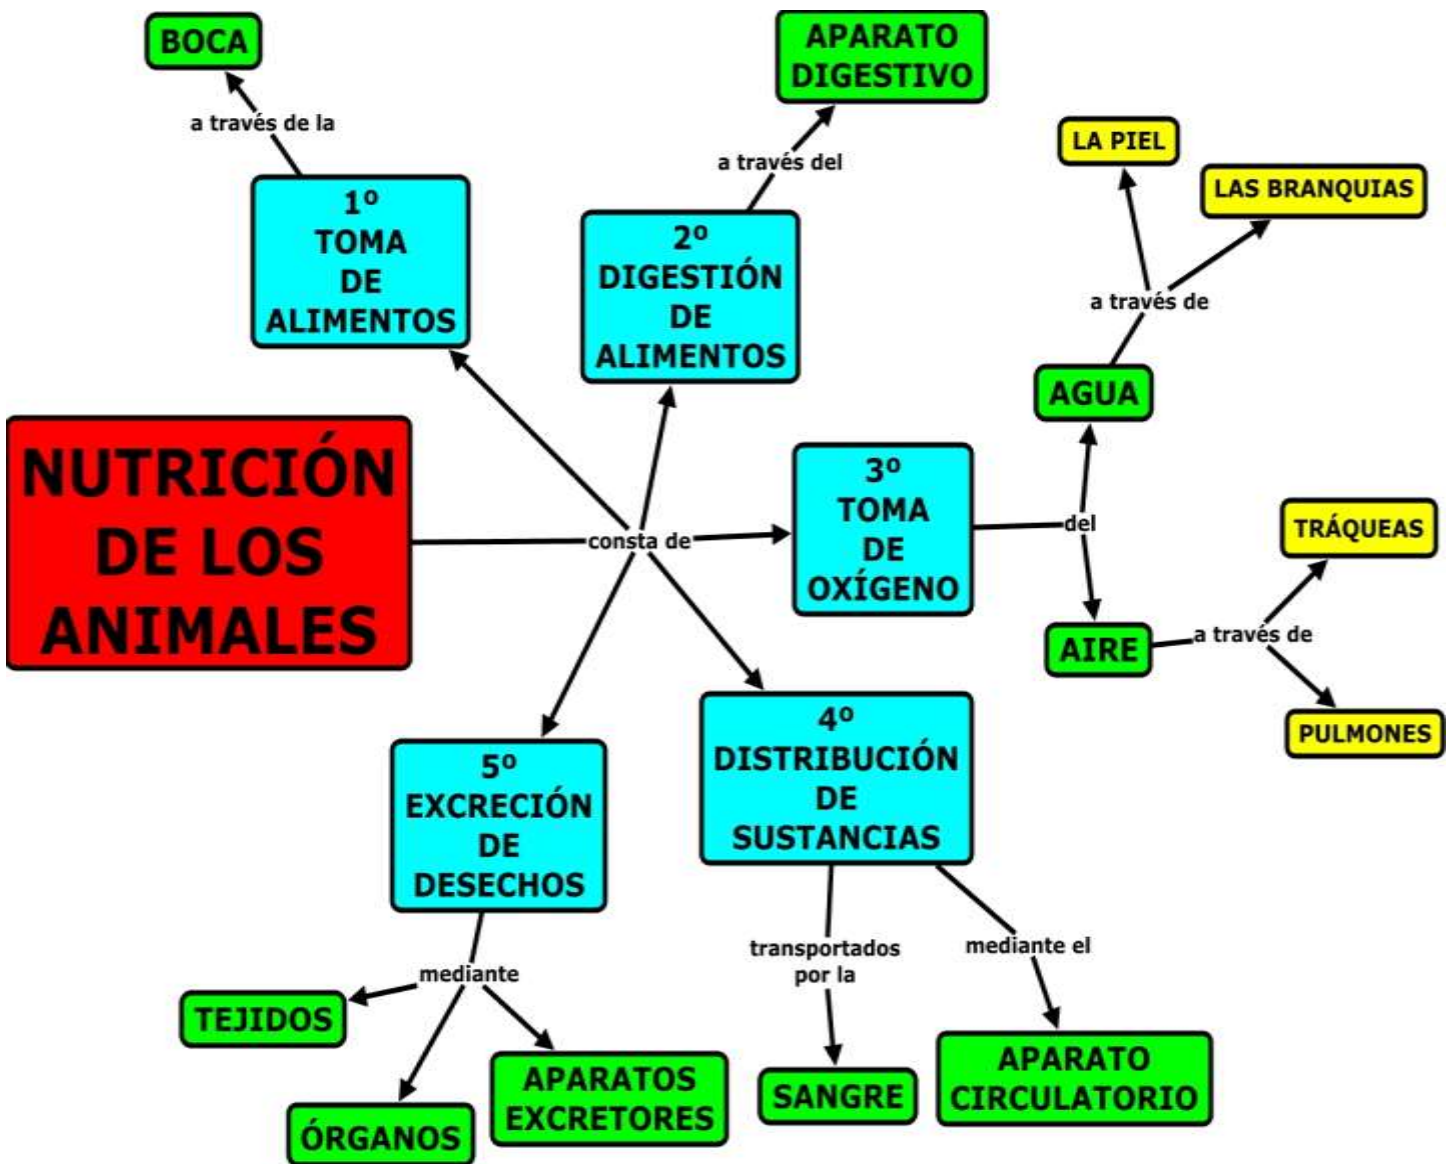 BOCA
a través de la
1º
TOMA
DE
ALIMENTOS
APARATO
DIGESTIVO
a través del
2º
DIGESTIÓN
DE
ALIMENTOS
LA PIEL
LAS BRANQUIAS
a través de
AGUA
NUTRICIÓN
DE LOS
ANIMALES
consta de
3º
TOMA
DE
OXÍGENO
del
AIRE
a través de
TRÁQUEAS
PULMONES
4º
DISTRIBUCIÓN
DE
SUSTANCIAS
transportados
por la
mediante el
SANGRE
APARATO
CIRCULATORIO
5º
EXCRECIÓN
DE
DESECHOS
mediante
TEJIDOS
ÓRGANOS
APARATOS
EXCRETORES